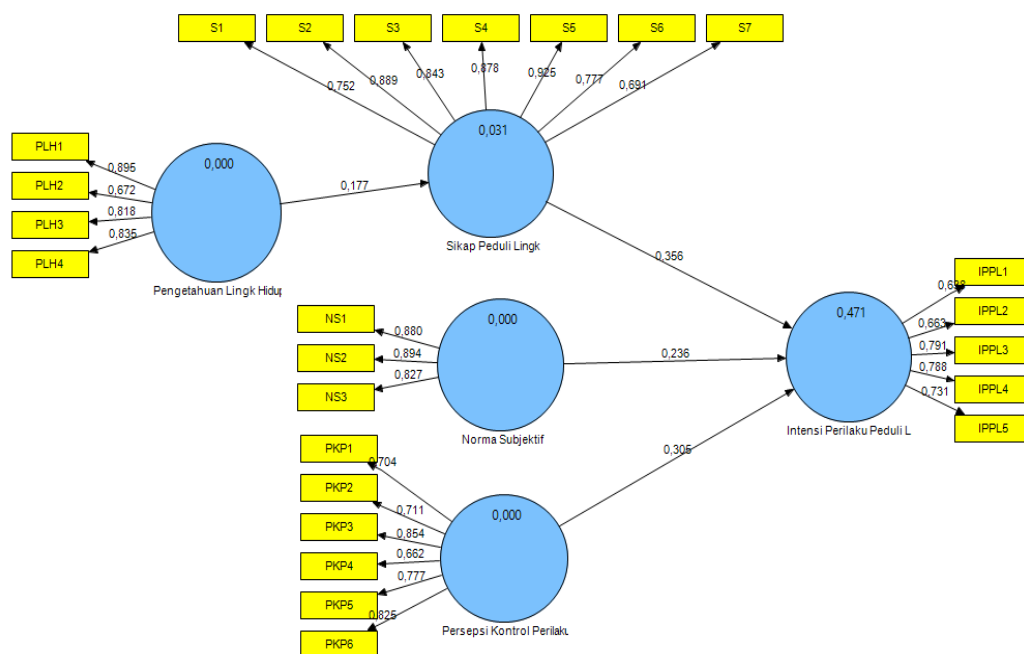 S1
S2
S3
S4
S5
S6
S7
0,752
0,889
0,843
0,878
0,925
0,777
0,691
0,031
Sikap Peduli Lingk
PLH1
PLH2
PLH3
PLH4
0,895
0,672
0,818
0,835
0,000
Pengetahuan Lingk Hidup
0,177
0,356
NS1
NS2
NS3
0,880
0,894
0,827
0,000
Norma Subjektif
0,236
PKP1
PKP2
PKP3
PKP4
PKP5
PKP6
0,704
0,711
0,854
0,662
0,777
0,825
0,000
Persepsi Kontrol Perilaku
0,305
0,471
Intensi Perilaku Peduli L
0,663
0,791
0,788
0,731
IPPL1
IPPL2
IPPL3
IPPL4
IPPL5